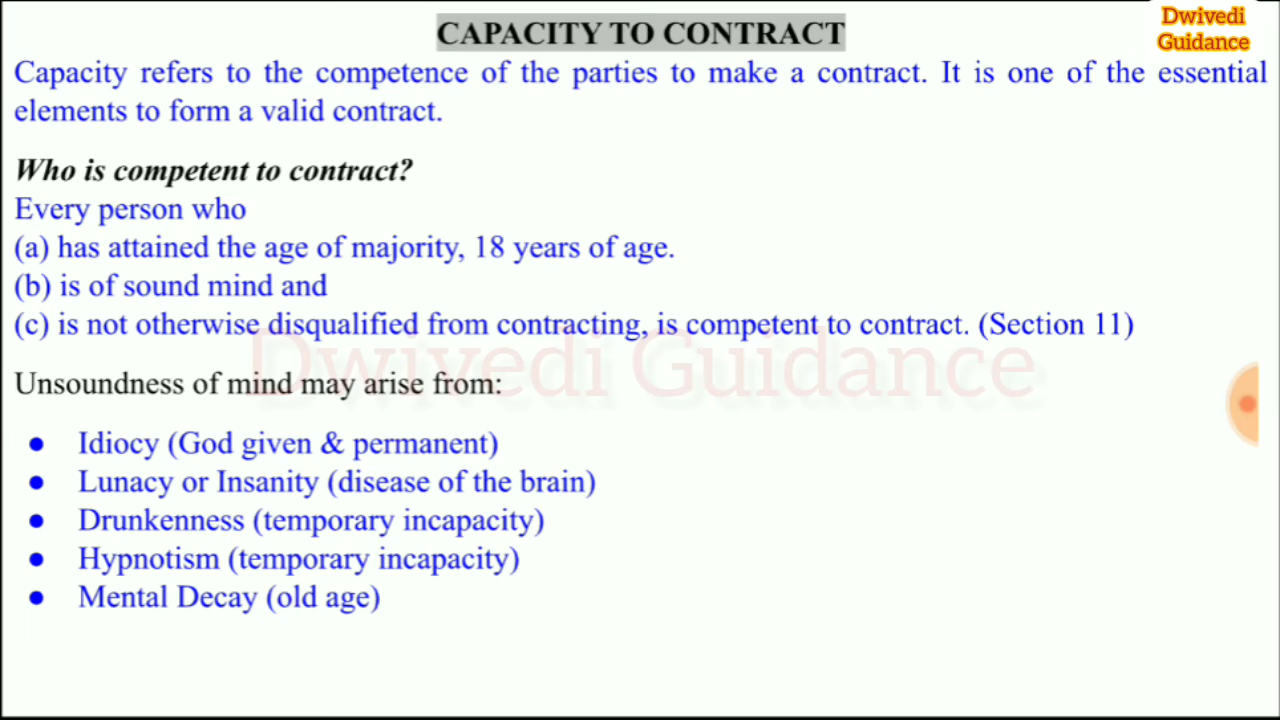 CAPACITY TO CONTRACT
Dwivedi
Guidance
Capacity refers to the competence of the parties to make a contract. It is one of the essential
elements to form a valid contract.
Who is competent to contract?
Every person who
(a) has attained the age of majority, 18 years of age.
(b) is of sound mind and
(c) is not otherwise disqualified from contracting, is competent to contract. (Section 11)
Dwivedi Guidance
Unsoundness of mind may arise from:
● Idiocy (God given & permanent)
● Lunacy or Insanity (disease of the brain)
● Drunkenness (temporary incapacity)
● Hypnotism (temporary incapacity)
● Mental Decay (old age)